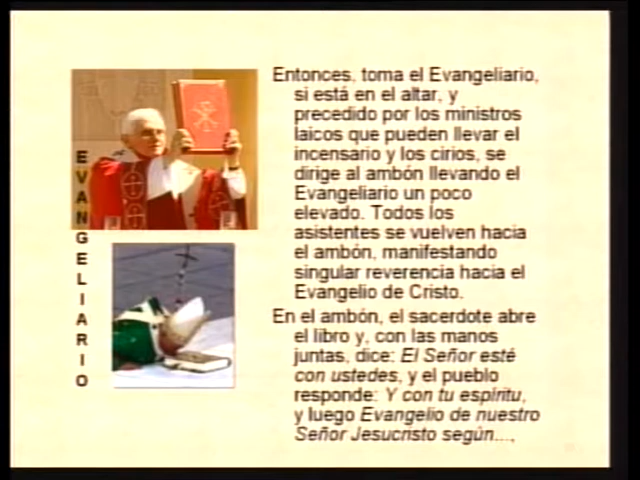 EVANGELIARIO
Entonces, toma el Evangeliario,
si está en el altar, y
precedido por los ministros
laicos que pueden llevar el
incensario y los cirios, se
dirige al ambón llevando el
Evangeliario un poco
elevado. Todos los
asistentes se vuelven hacia
el ambón, manifestando
singular reverencia hacia el
Evangelio de Cristo.
En el ambón, el sacerdote abre
el libro y, con las manos
juntas, dice: El Señor esté
con ustedes, y el pueblo
responde: Y con tu espíritu,
y luego Evangelio de nuestro
Señor Jesucristo según...,